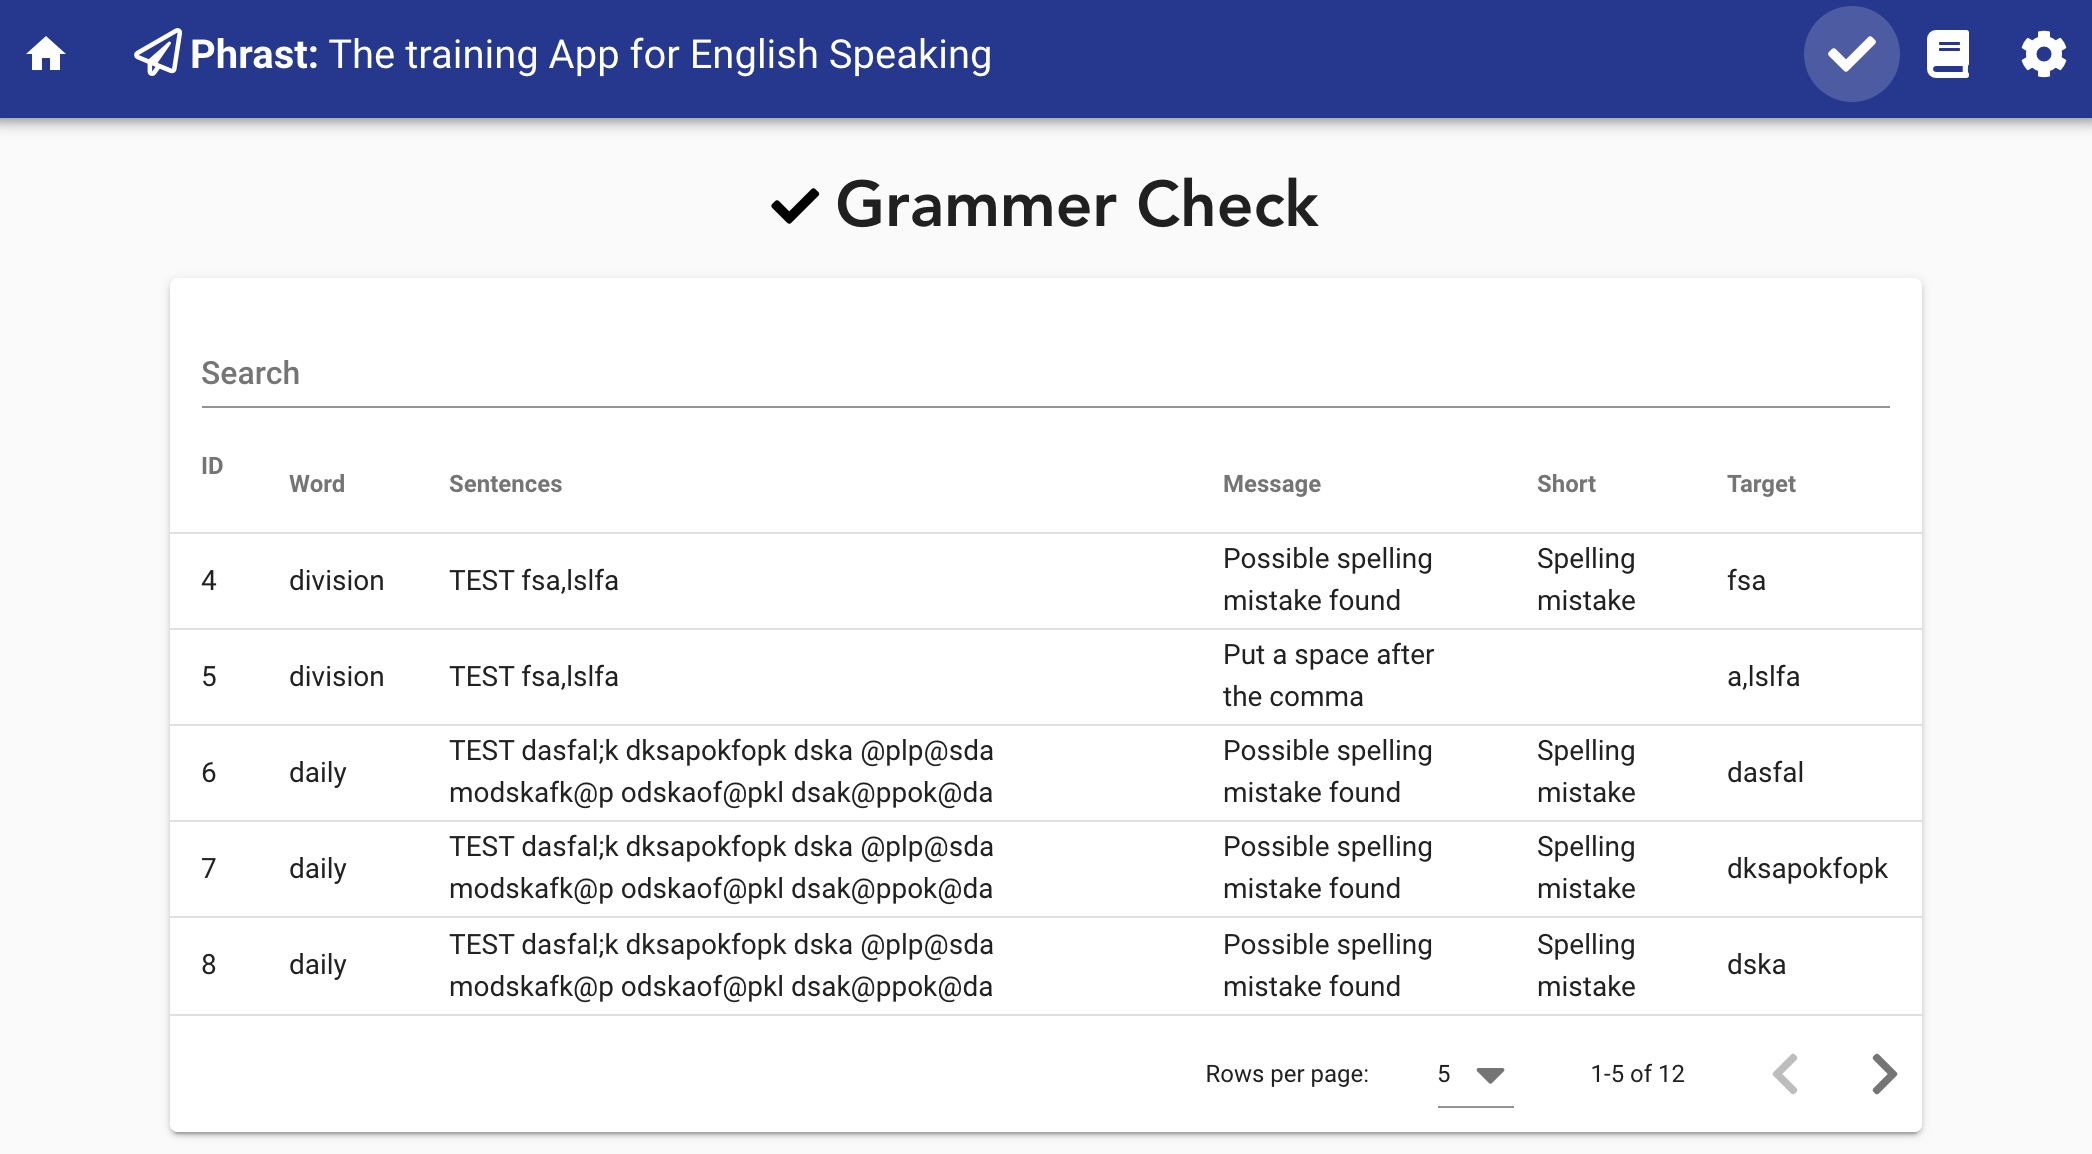 Phrast: The training App for English Speaking
Grammer Check
Search
ID Word Sentences Message Short Target
4 division TEST fsa,lslfa Possible spelling mistake found Spelling mistake fsa
5 division TEST fsa,lslfa Put a space after the comma a,lslfa
6 daily TEST dasfal;k dksapokfopk dska @plp@sda modskafk@p odskaof@pkl dsak@ppok@da Possible spelling mistake found Spelling mistake dasfal
7 daily TEST dasfal;k dksapokfopk dska @plp@sda modskafk@p odskaof@pkl dsak@ppok@da Possible spelling mistake found Spelling mistake dksapokfopk
8 daily TEST dasfal;k dksapokfopk dska @plp@sda modskafk@p odskaof@pkl dsak@ppok@da Possible spelling mistake found Spelling mistake dska
Rows per page: 5 1-5 of 12